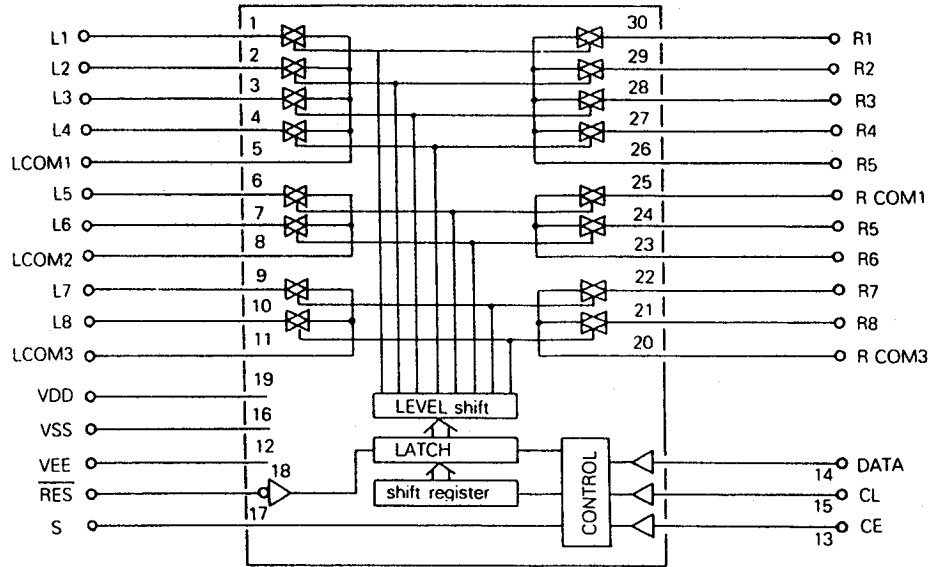 L1 1 30 R1
L2 2 29 R2
L3 3 28 R3
L4 4 27 R4
LCOM1 5 26 R5
L5 6 25 R COM1
L6 7 24 R5
LCOM2 8 23 R6
L7 9 22 R7
L8 10 21 R8
LCOM3 11 20 R COM3
VDD 19
LEVEL shift
VSS 16
VEE 12
LATCH
CONTROL
14 DATA
RES 18
shift register
15 CL
S 17
13 CE